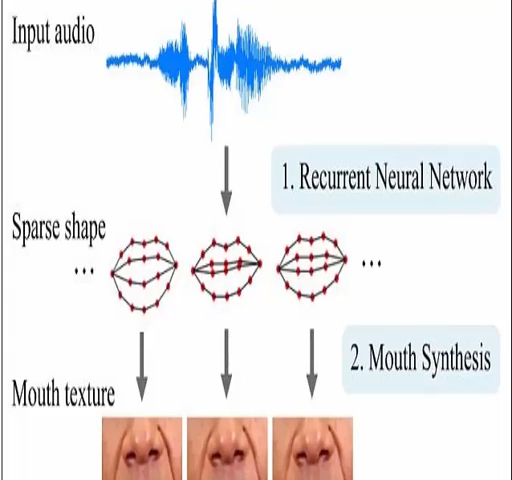 Input audio
1. Recurrent Neural Network
Sparse shape
... ...
2. Mouth Synthesis
Mouth texture